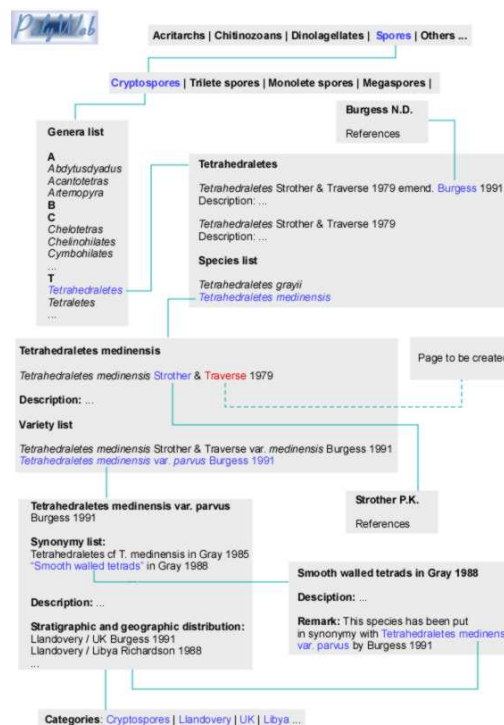 PalyWeb
Acritarchs | Chitinozoans | Dinolagellates | Spores | Others ...
Cryptospores | Trilete spores | Monolete spores | Megaspores |
Genera list
A
Abdytusdyadus
Acantotetras
Artemopyra
B
C
Chelotetras
Chelinohilates
Cymbohilates
...
T
Tetrahedraletes
Tetraletes
...
Burgess N.D.
References
Tetrahedraletes
Tetrahedraletes Strother & Traverse 1979 emend. Burgess 1991
Description: ...
Tetrahedraletes Strother & Traverse 1979
Description: ...
Species list
Tetrahedraletes grayii
Tetrahedraletes medinensis
Tetrahedraletes medinensis
Tetrahedraletes medinensis Strother & Traverse 1979
Description: ...
Variety list
Tetrahedraletes medinensis Strother & Traverse var. medinensis Burgess 1991
Tetrahedraletes medinensis var. parvus Burgess 1991
Page to be created
Strother P.K.
References
Tetrahedraletes medinensis var. parvus
Burgess 1991
Synonymy list:
Tetrahedraletes cf T. medinensis in Gray 1985
"Smooth walled tetrads" in Gray 1988
Description: ...
Stratigraphic and geographic distribution:
Llandovery / UK Burgess 1991
Llandovery / Libya Richardson 1988
...
Smooth walled tetrads in Gray 1988
Desciption: ...
Remark: This species has been put
in synonymy with Tetrahedraletes medinens
var. parvus by Burgess 1991
Categories: Cryptospores | Llandovery | UK | Libya ...